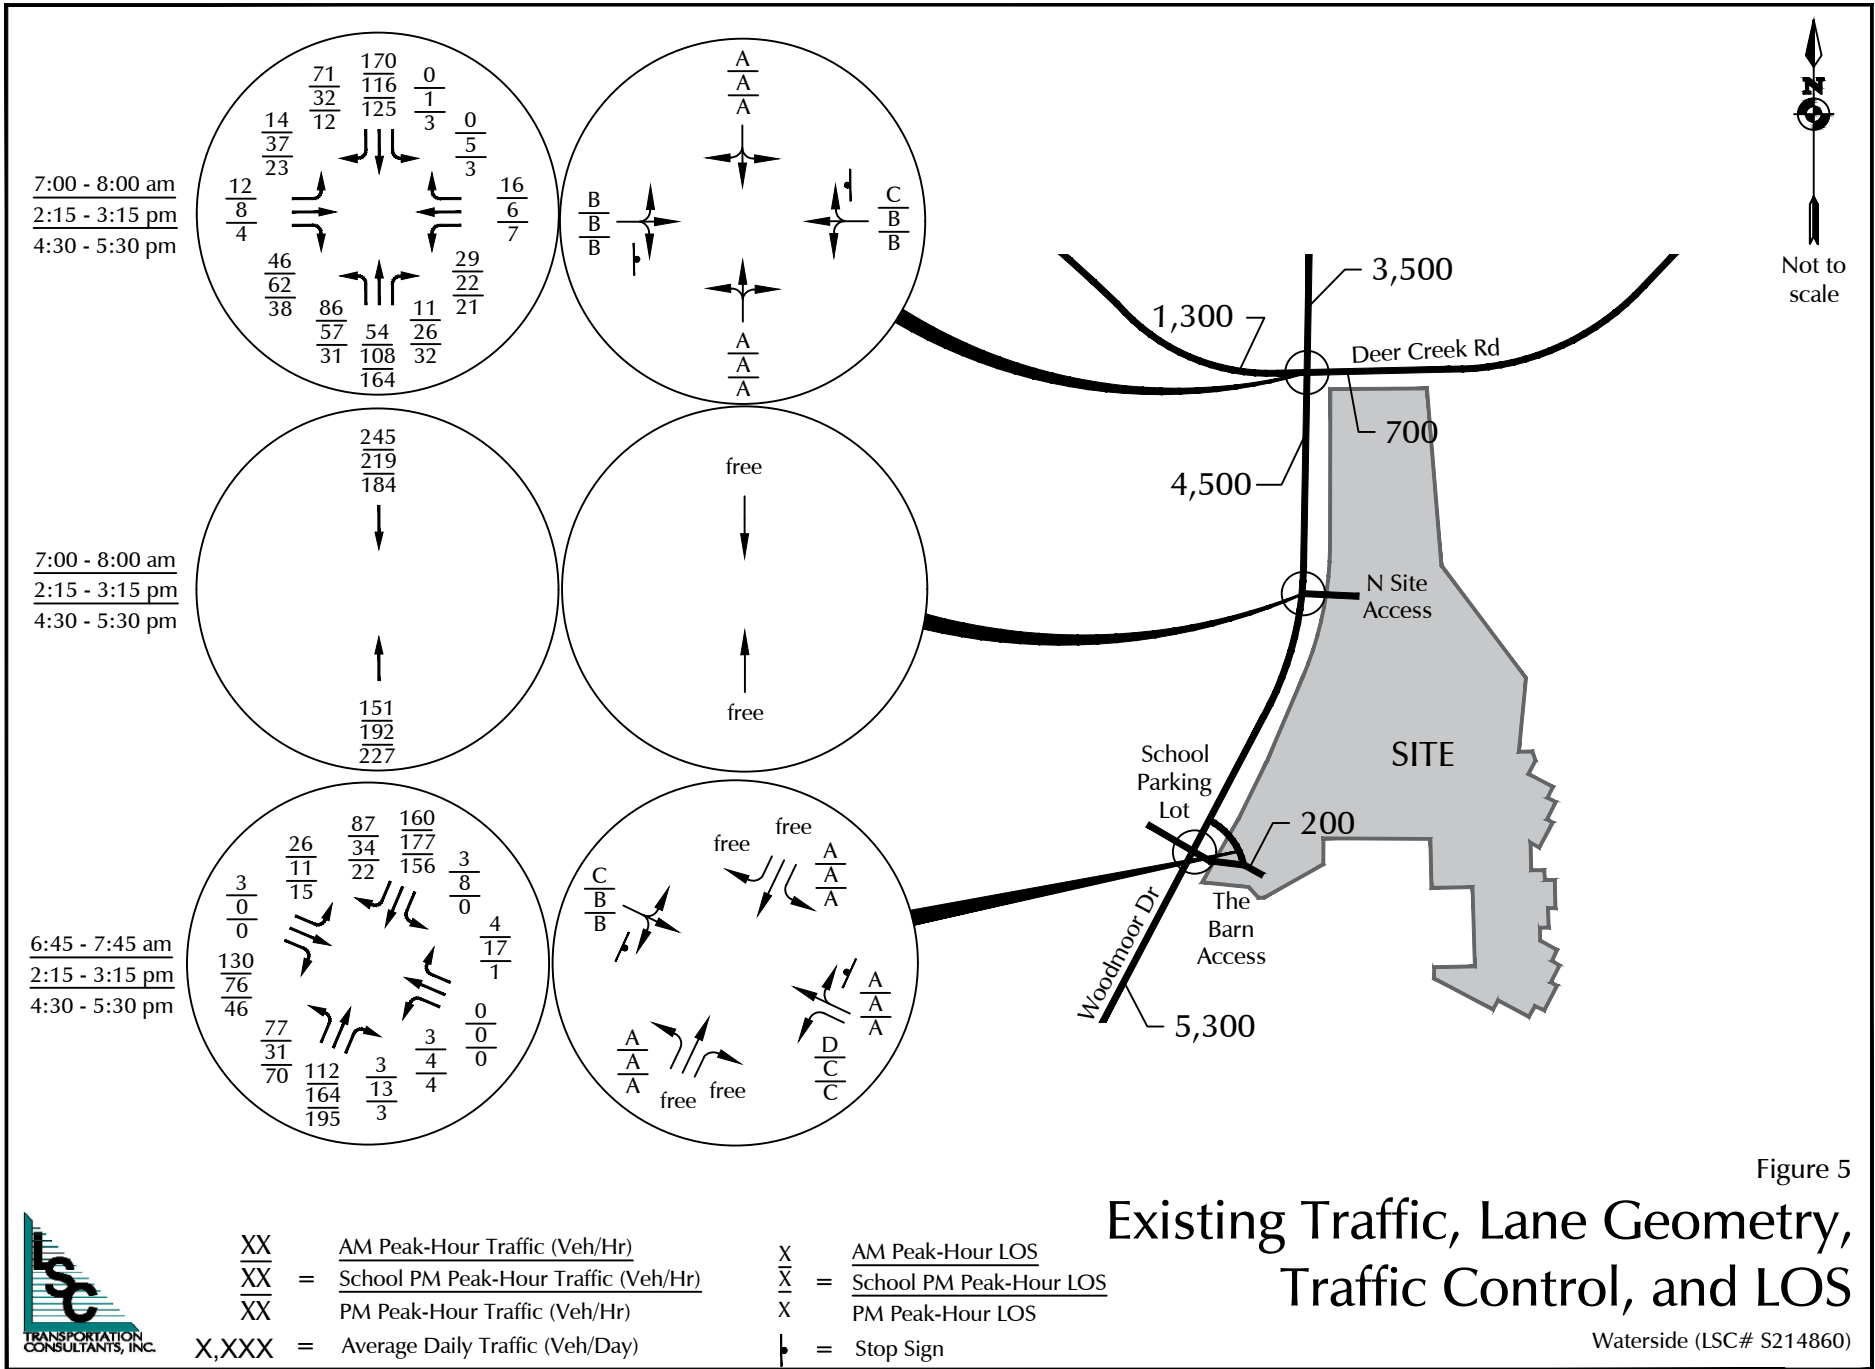 7:00 - 8:00 am
2:15 - 3:15 pm
4:30 - 5:30 pm
170
116
125
71
32
12
0
1
3
14
37
23
0
5
3
12
8
4
16
6
7
46
62
38
29
22
21
86
57
31
54
108
164
11
26
32
A
A
A
B
B
B
C
B
B
A
A
A
7:00 - 8:00 am
2:15 - 3:15 pm
4:30 - 5:30 pm
245
219
184
151
192
227
free
free
6:45 - 7:45 am
2:15 - 3:15 pm
4:30 - 5:30 pm
87
34
22
160
177
156
26
11
15
3
8
0
3
0
0
4
17
1
130
76
46
0
0
0
77
31
70
112
164
195
3
13
3
3
4
4
free
free
A
A
A
C
B
B
A
A
A
D
C
C
A
A
A
free
free
N
Not to
scale
3,500
1,300
Deer Creek Rd
700
4,500
N Site
Access
SITE
School
Parking
Lot
200
The
Barn
Access
Woodmoor Dr
5,300
Figure 5
Existing Traffic, Lane Geometry,
Traffic Control, and LOS
Waterside (LSC# S214860)
LSC
TRANSPORTATION
CONSULTANTS, INC.
XX
XX
XX
=
AM Peak-Hour Traffic (Veh/Hr)
School PM Peak-Hour Traffic (Veh/Hr)
PM Peak-Hour Traffic (Veh/Hr)
X,XXX = Average Daily Traffic (Veh/Day)
X
X
X
=
AM Peak-Hour LOS
School PM Peak-Hour LOS
PM Peak-Hour LOS
= Stop Sign